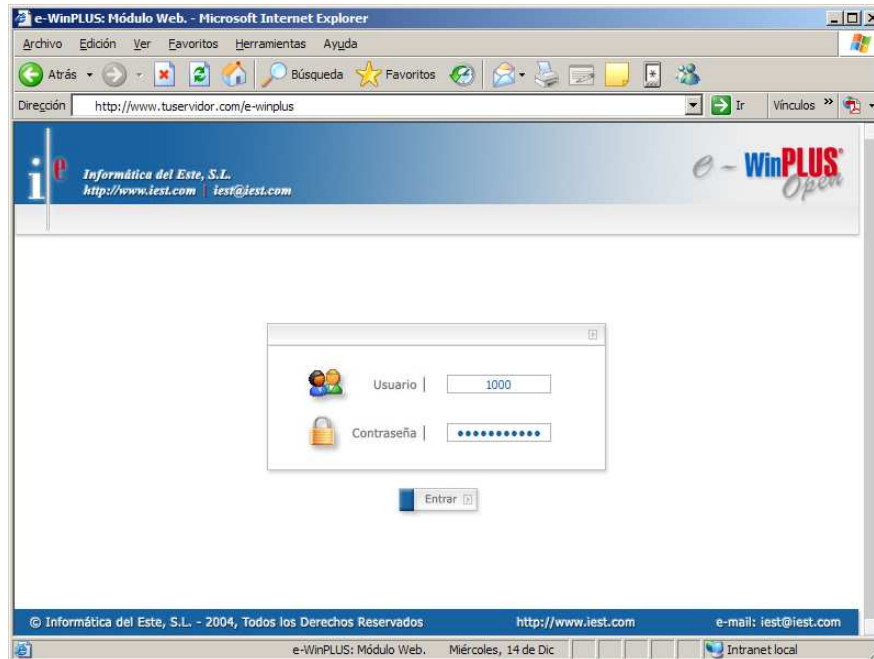 e-WinPLUS: Módulo Web. - Microsoft Internet Explorer
Archivo Edición Ver Favoritos Herramientas Ayuda
Atrás Búsqueda Favoritos
Dirección http://www.tuservidor.com/e-winplus Ir Vínculos »
ie Informática del Este, S.L.
http://www.iest.com | iest@iest.com
e - WinPLUS
Open
Usuario | 1000
Contraseña | •••••••••••
Entrar
© Informática del Este, S.L. - 2004, Todos los Derechos Reservados http://www.iest.com e-mail: iest@iest.com
e-WinPLUS: Módulo Web. Miércoles, 14 de Dic Intranet local